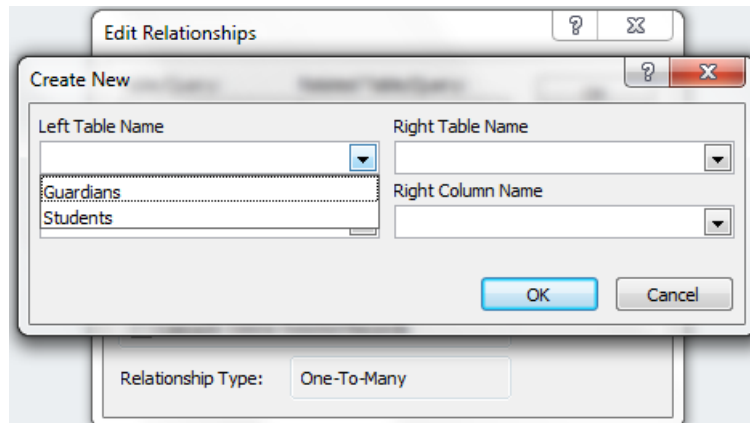 Edit Relationships
Create New
Left Table Name
Right Table Name
Guardians
Students
Right Column Name
OK
Cancel
Relationship Type:
One-To-Many